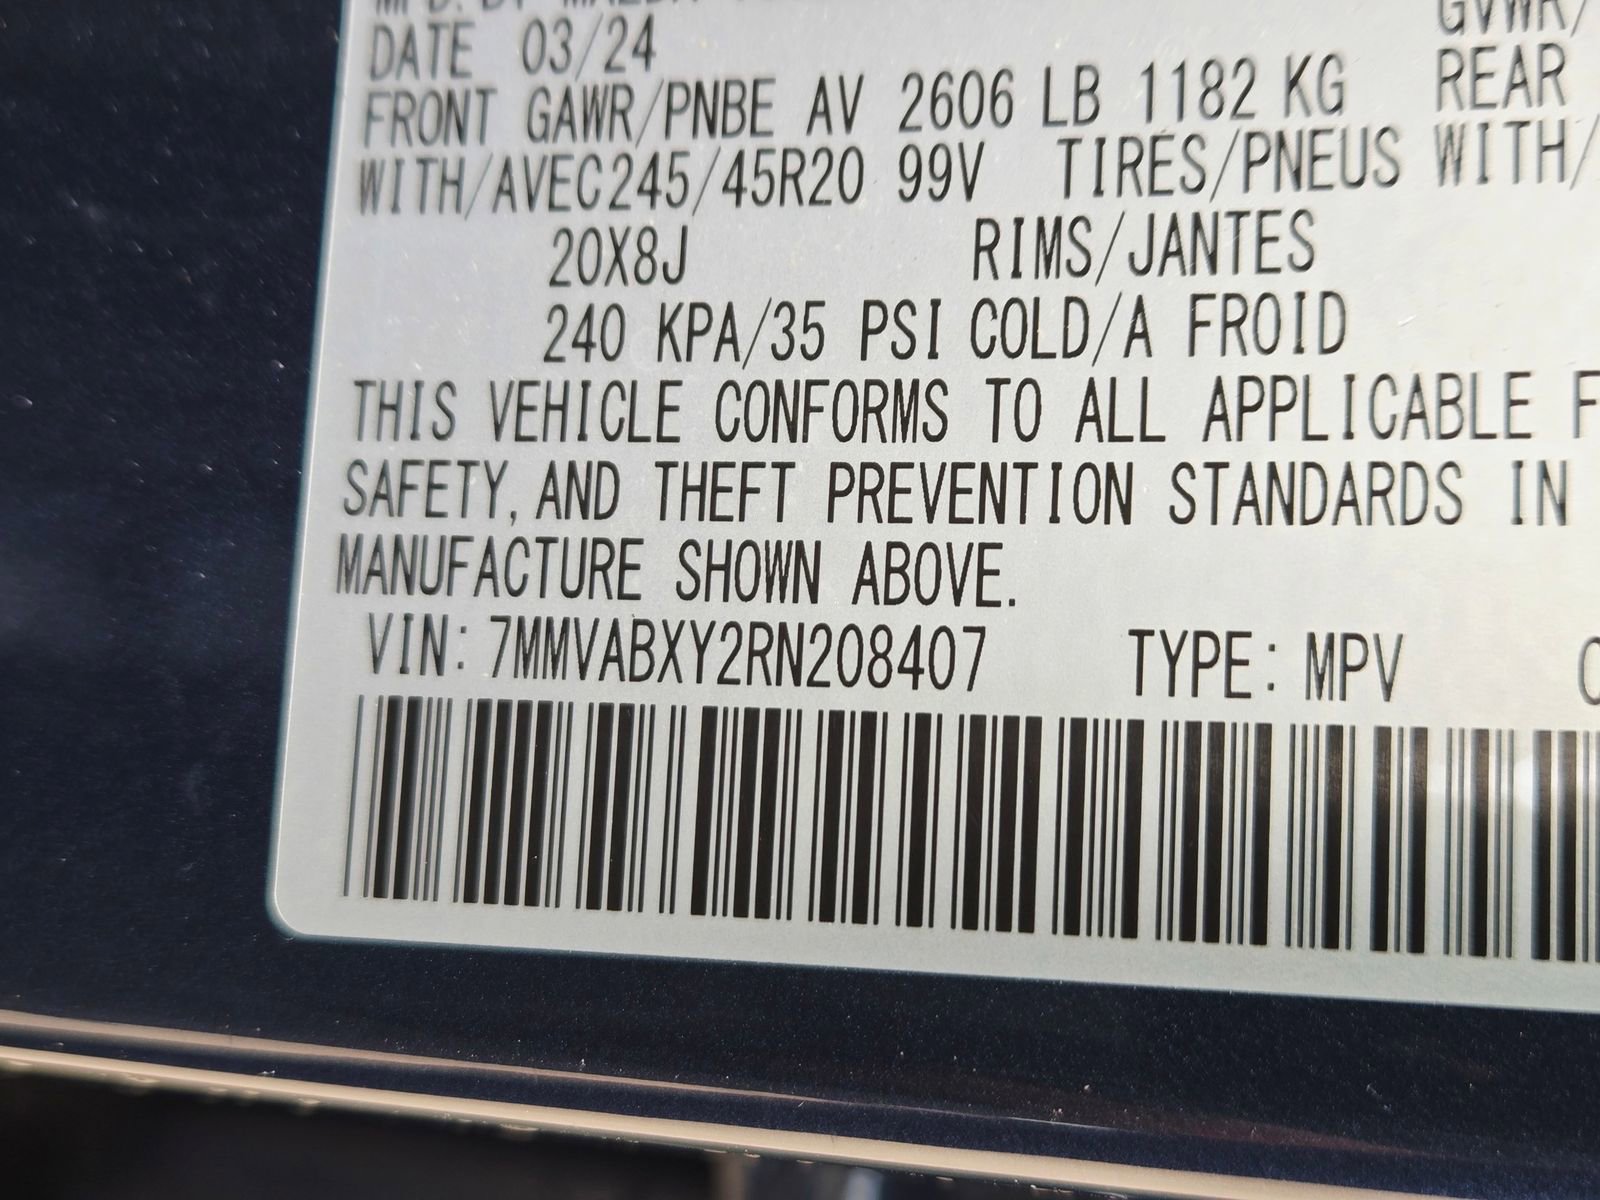 DATE 03/24
GVWR/
FRONT GAWR/PNBE AV 2606 LB 1182 KG REAR
WITH/AVEC245/45R20 99V TIRES/PNEUS WITH/
20X8J RIMS/JANTES
240 KPA/35 PSI COLD/A FROID
THIS VEHICLE CONFORMS TO ALL APPLICABLE F
SAFETY, AND THEFT PREVENTION STANDARDS IN
MANUFACTURE SHOWN ABOVE.
VIN: 7MMVABXY2RN208407 TYPE: MPV